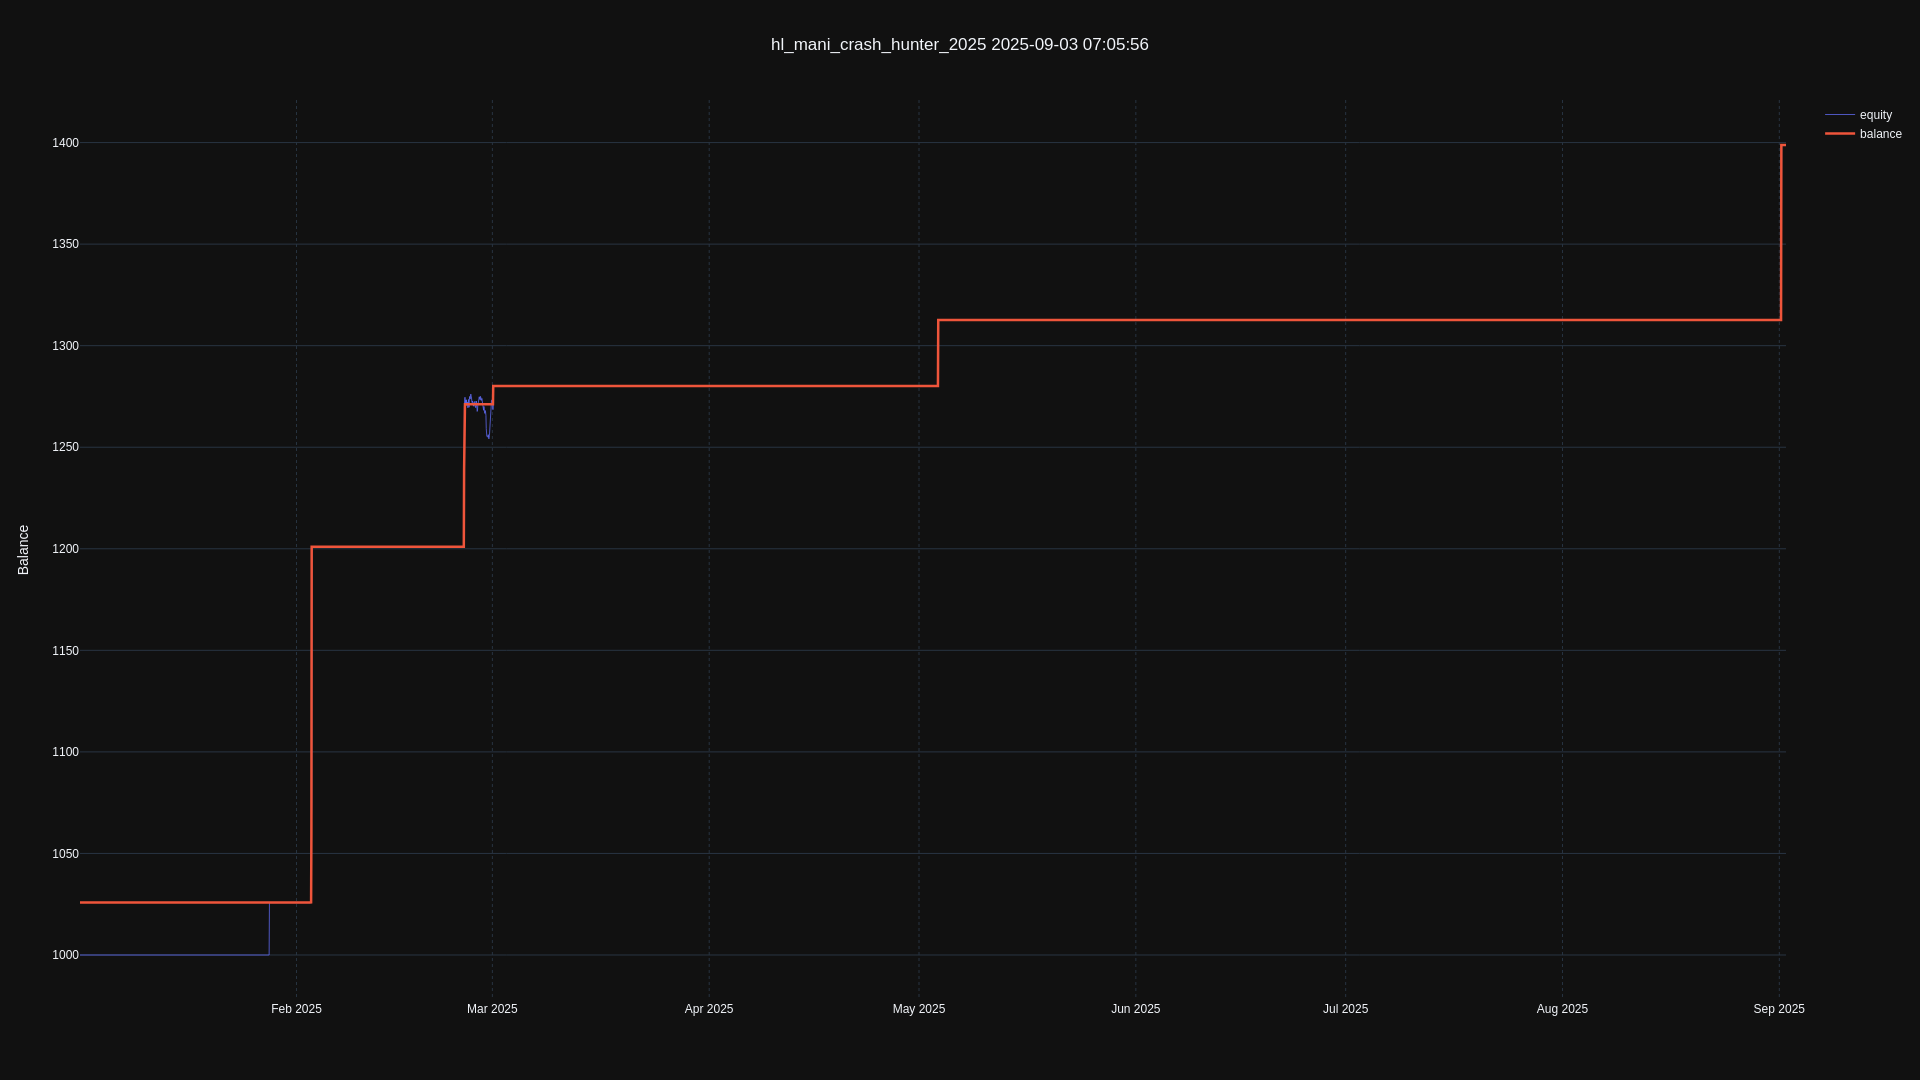 hl_mani_crash_hunter_2025 2025-09-03 07:05:56
equity
balance
1400
1350
1300
1250
1200
1150
1100
1050
1000
Balance
Feb 2025
Mar 2025
Apr 2025
May 2025
Jun 2025
Jul 2025
Aug 2025
Sep 2025